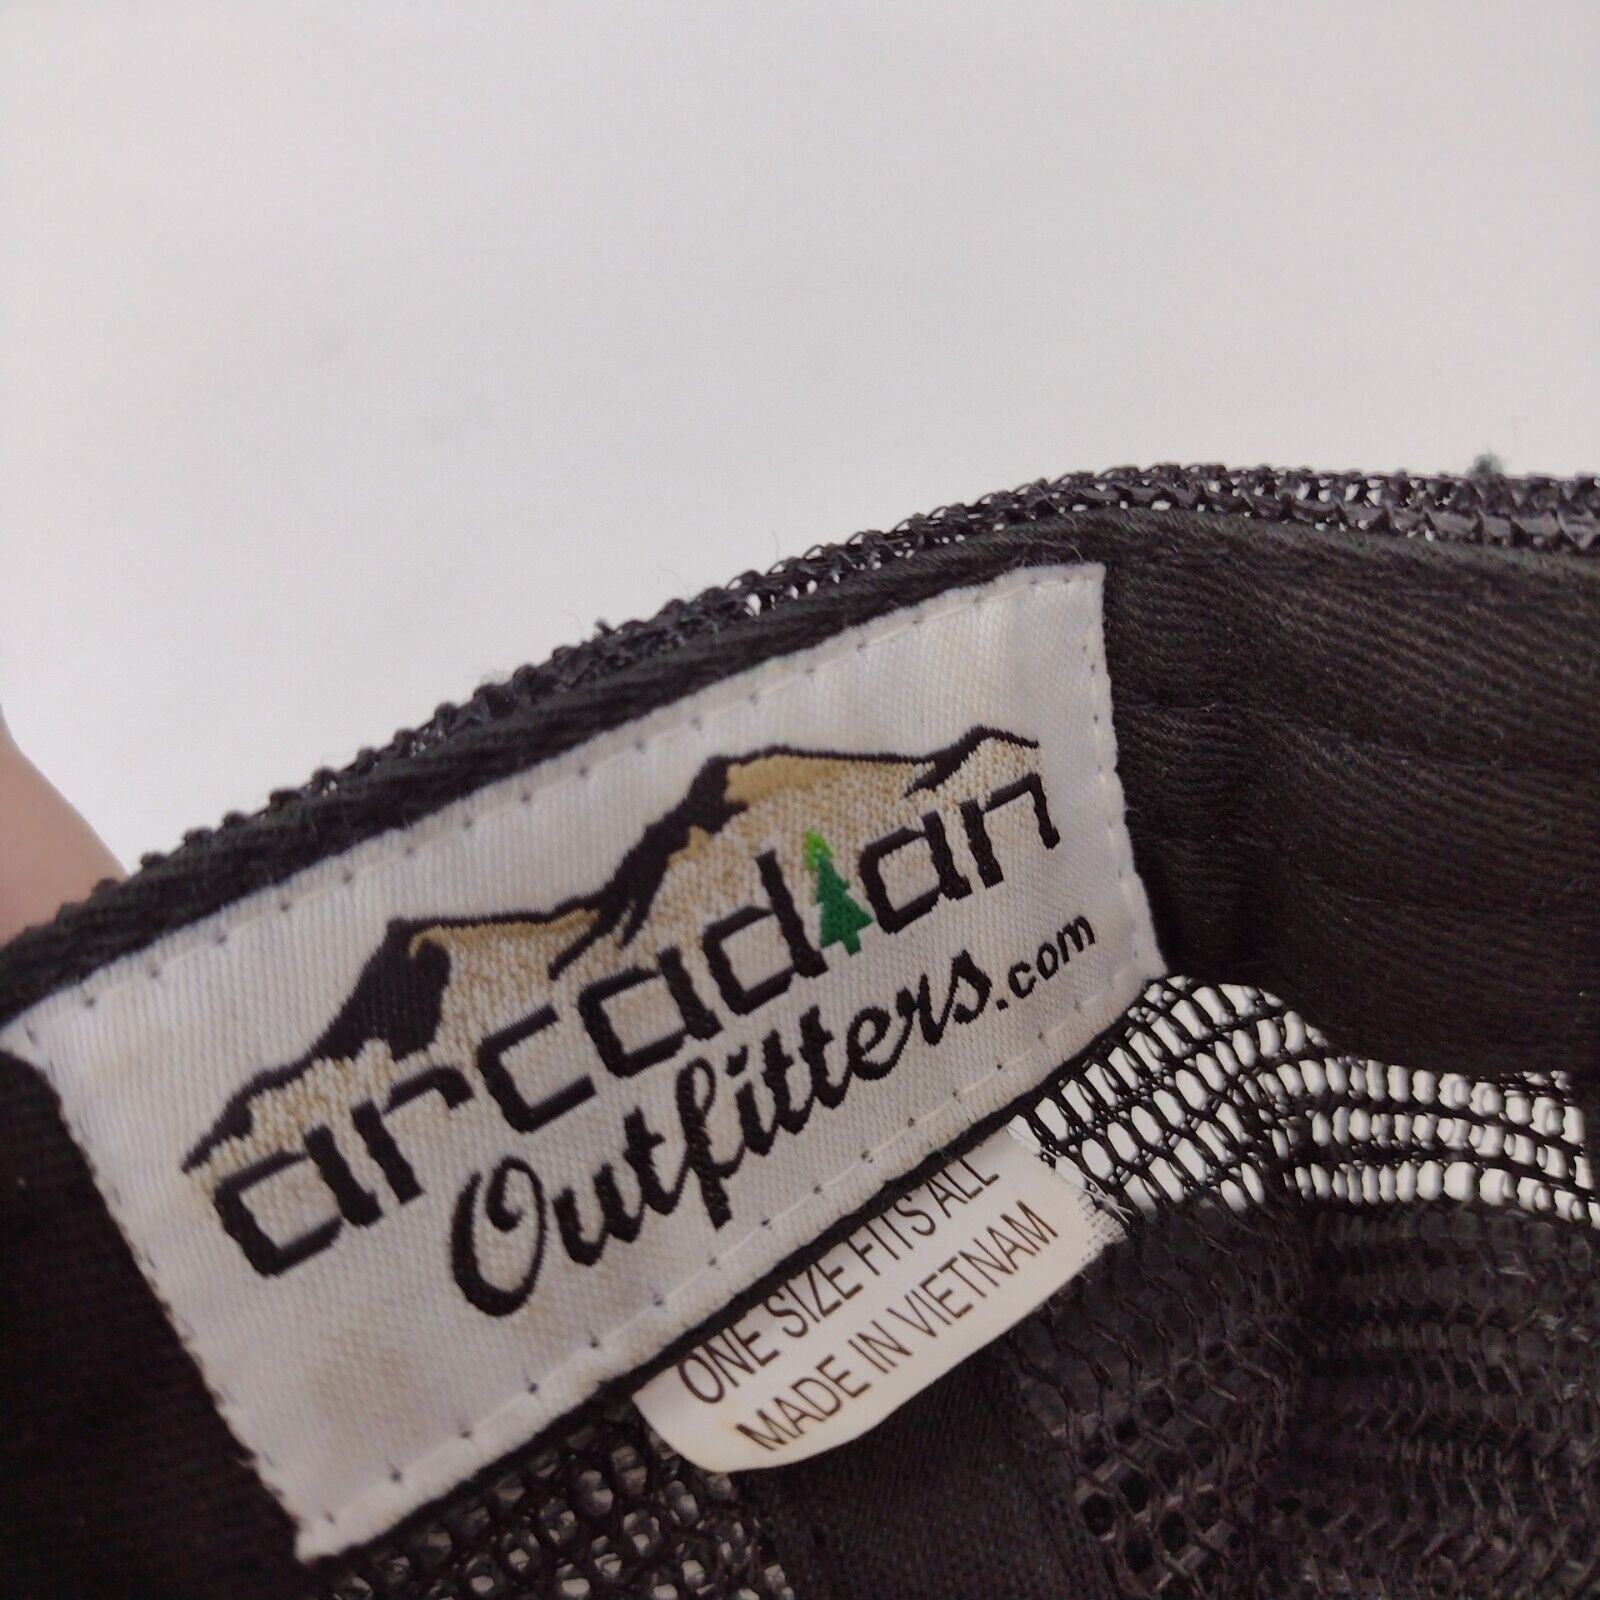 arcadian
Outfitters.com
ONE SIZE FITS ALL
MADE IN VIETNAM